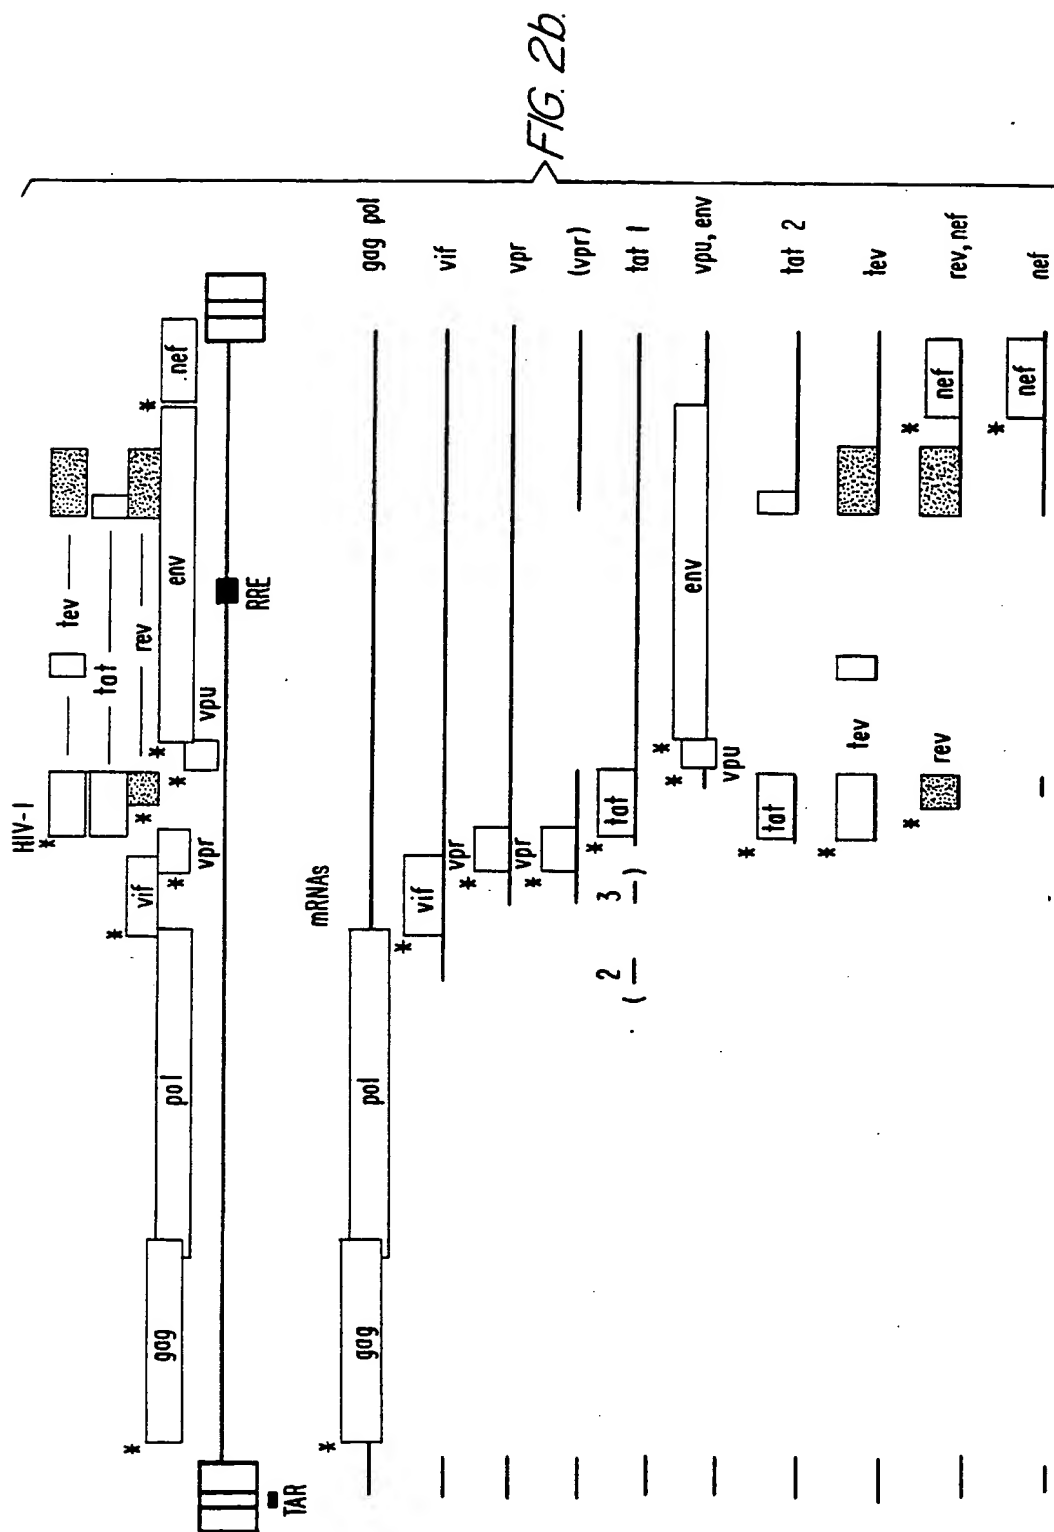 HIV-1
tev
tat
rev
gag
pol
vif
vpr
vpu
env
nef
TAR
RRE
mRNAs
gag
pol
gag pol
vif
vif
vpr
vpr
vpr
(vpr)
( 2 3 )
tat
tat 1
env
vpu
vpu, env
tat
tat 2
tev
tev
rev
nef
rev, nef
nef
nef
FIG. 2b.